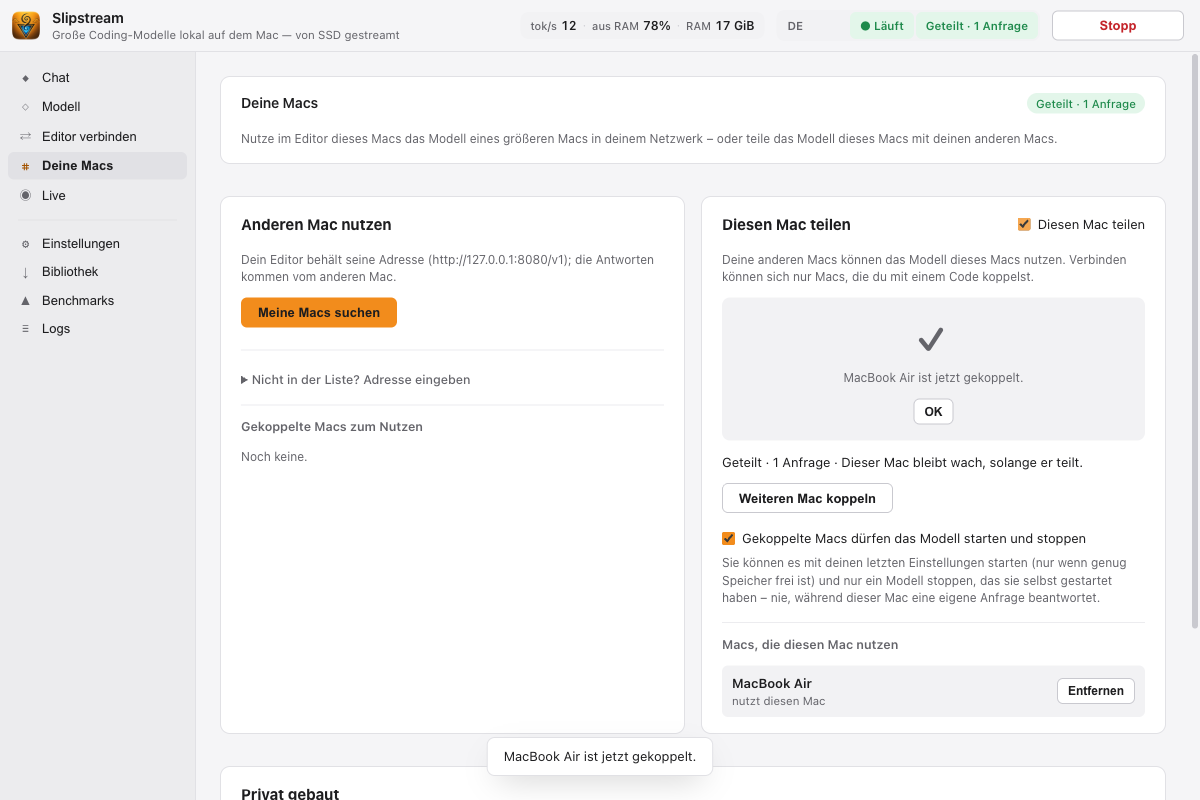 Slipstream
Große Coding-Modelle lokal auf dem Mac — von SSD gestreamt
tok/s 12 · aus RAM 78% · RAM 17 GiB
DE
Läuft
Geteilt · 1 Anfrage
Stopp
Chat
Modell
Editor verbinden
Deine Macs
Live
Einstellungen
Bibliothek
Benchmarks
Logs
Deine Macs
Geteilt · 1 Anfrage
Nutze im Editor dieses Macs das Modell eines größeren Macs in deinem Netzwerk – oder teile das Modell dieses Macs mit deinen anderen Macs.
Anderen Mac nutzen
Dein Editor behält seine Adresse (http://127.0.0.1:8080/v1); die Antworten
kommen vom anderen Mac.
Meine Macs suchen
Nicht in der Liste? Adresse eingeben
Gekoppelte Macs zum Nutzen
Noch keine.
Diesen Mac teilen
Diesen Mac teilen
Deine anderen Macs können das Modell dieses Macs nutzen. Verbinden
können sich nur Macs, die du mit einem Code koppelst.
MacBook Air ist jetzt gekoppelt.
OK
Geteilt · 1 Anfrage · Dieser Mac bleibt wach, solange er teilt.
Weiteren Mac koppeln
Gekoppelte Macs dürfen das Modell starten und stoppen
Sie können es mit deinen letzten Einstellungen starten (nur wenn genug
Speicher frei ist) und nur ein Modell stoppen, das sie selbst gestartet
haben – nie, während dieser Mac eine eigene Anfrage beantwortet.
Macs, die diesen Mac nutzen
MacBook Air
nutzt diesen Mac
Entfernen
MacBook Air ist jetzt gekoppelt.
Privat gebaut